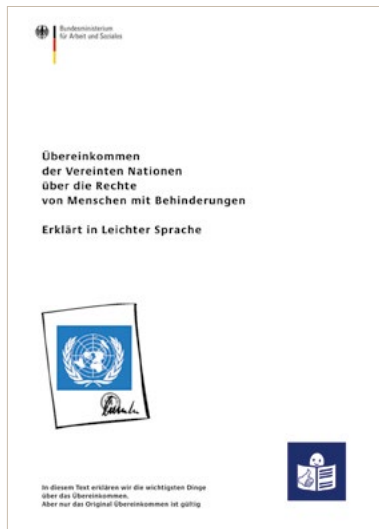 Bundesministerium
für Arbeit und Soziales
Übereinkommen
der Vereinten Nationen
über die Rechte
von Menschen mit Behinderungen
Erklärt in Leichter Sprache
In diesem Text erklären wir die wichtigsten Dinge
über das Übereinkommen.
Aber nur das Original Übereinkommen ist gültig